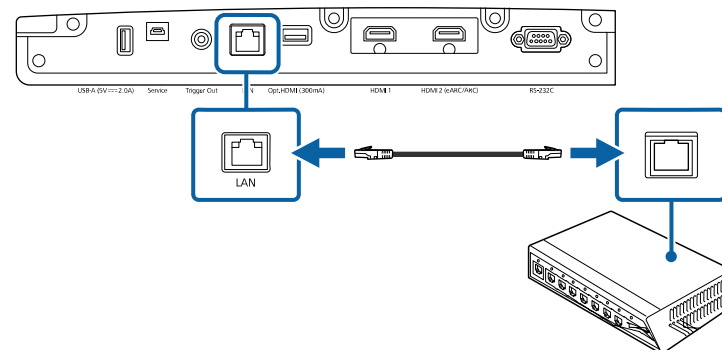 USB-A (5V⎓2.0A) Service Trigger Out LAN Opt.HDMI (300mA) HDMI 1 HDMI 2 (eARC/ARC) RS-232C
LAN